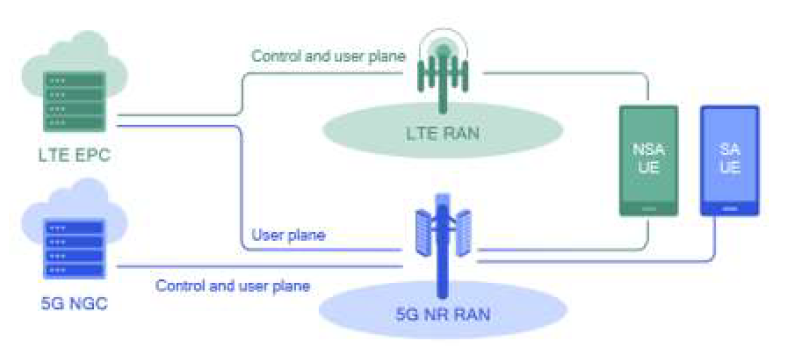 Control and user plane
LTE EPC
LTE RAN
NSA
UE
SA
UE
User plane
Control and user plane
5G NGC
5G NR RAN